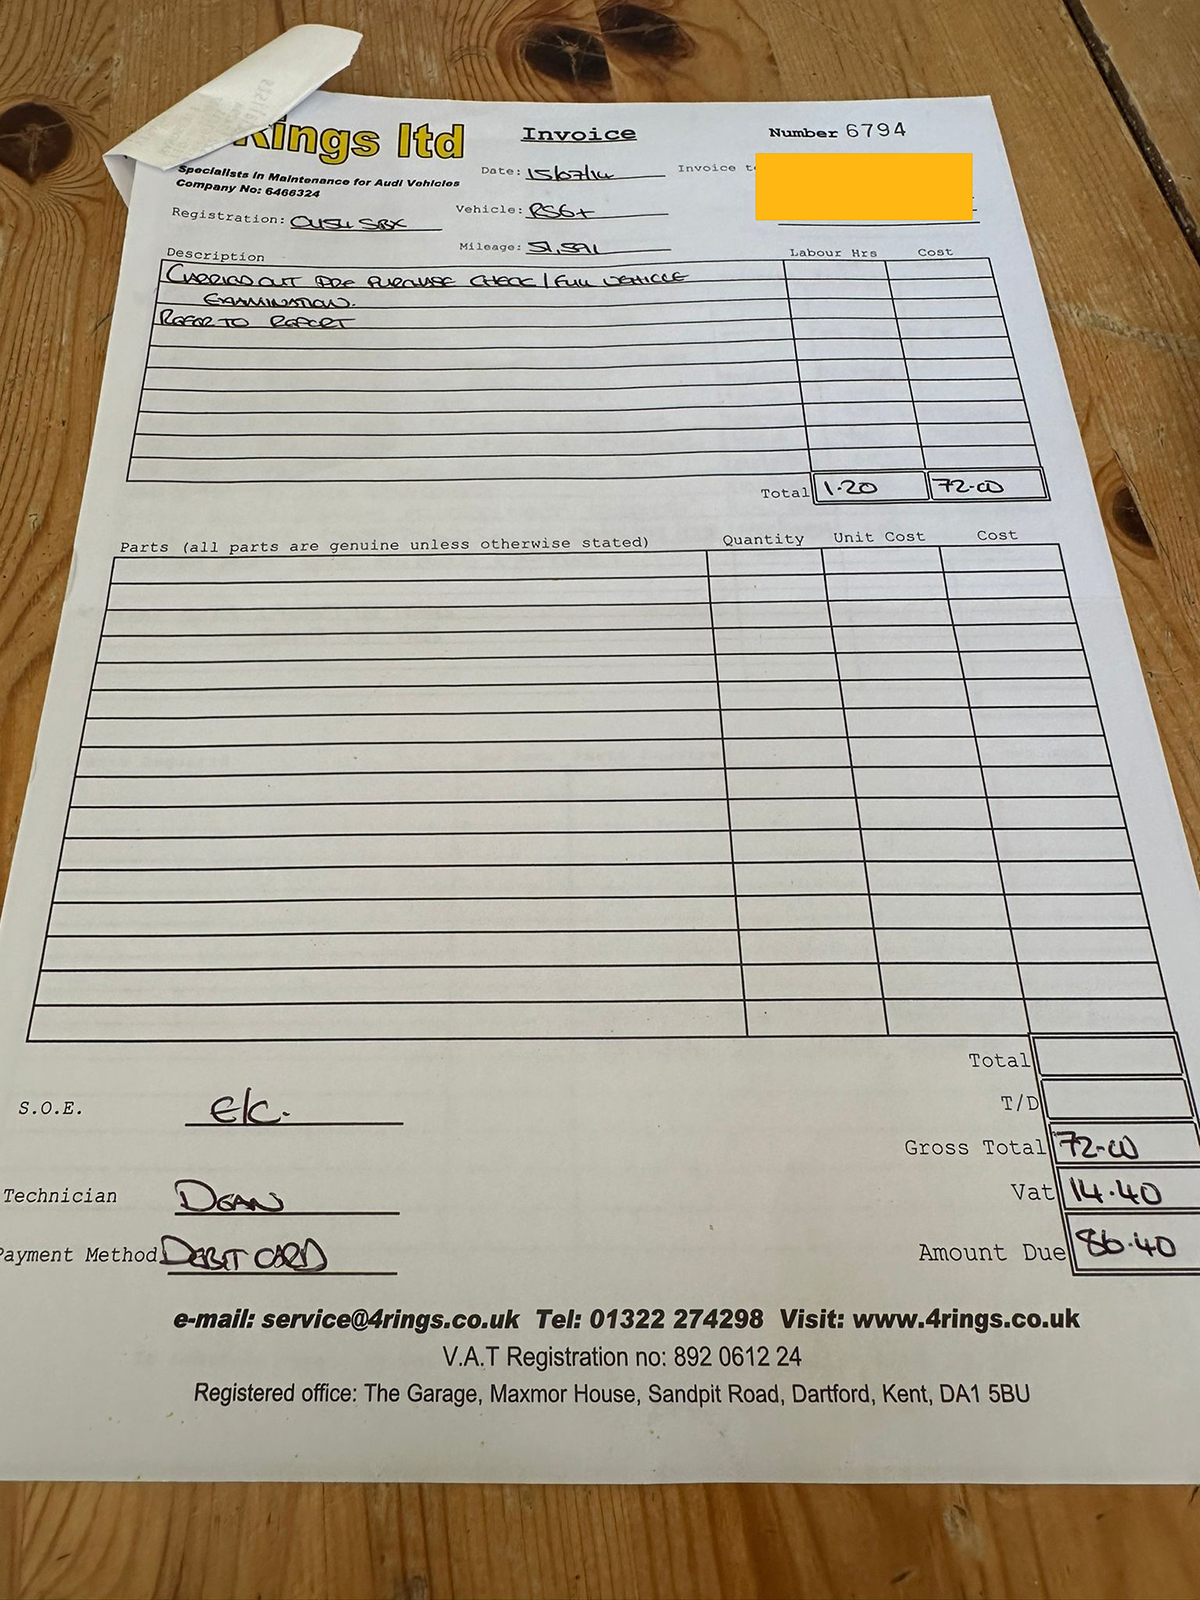 Rings ltd
Invoice
Number 6794
Specialists in Maintenance for Audi Vehicles
Company No: 6466324
Date: 15/07/14
Invoice to
Registration:
Vehicle: RS6+
Mileage: 51,591
Description
Labour Hrs
Cost
CARRIED OUT PRE PURCHASE CHECK / FULL VEHICLE
EXAMINATION.
REFER TO REPORT
Total 1.20 72-00
Parts (all parts are genuine unless otherwise stated)
Quantity
Unit Cost
Cost
Total
S.O.E. E/C.
T/D
Gross Total 72-00
Technician DEAN
Vat 14.40
Payment Method DEBIT CARD
Amount Due 86.40
e-mail: service@4rings.co.uk Tel: 01322 274298 Visit: www.4rings.co.uk
V.A.T Registration no: 892 0612 24
Registered office: The Garage, Maxmor House, Sandpit Road, Dartford, Kent, DA1 5BU